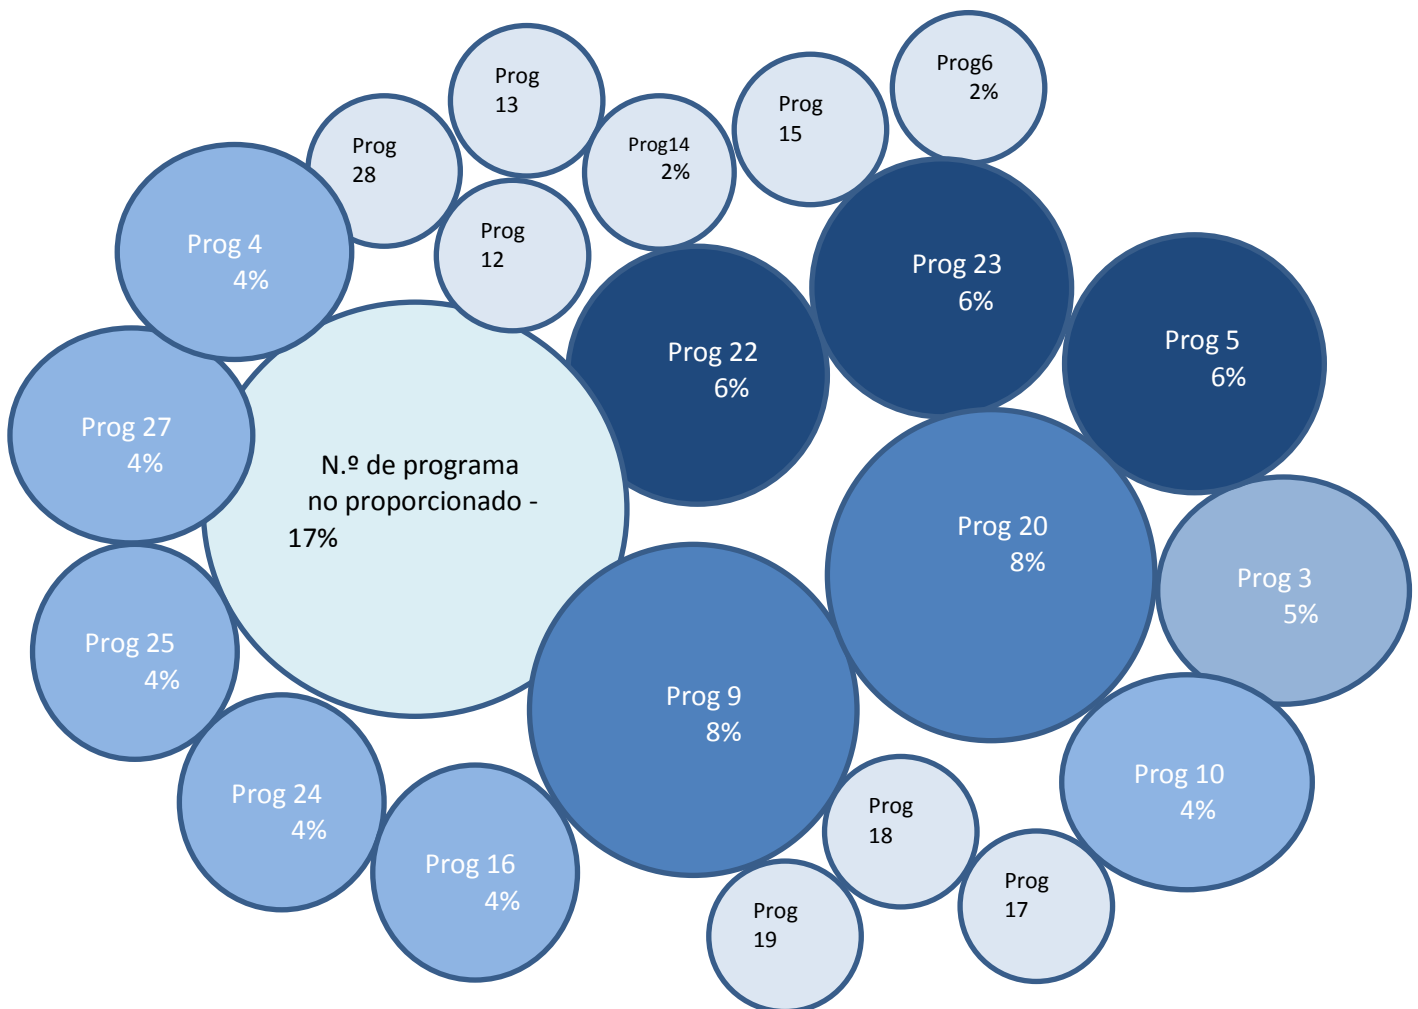 Prog6
2%
Prog
13
Prog
15
Prog14
2%
Prog
28
Prog
12
Prog 4
4%
Prog 23
6%
Prog 5
6%
Prog 22
6%
Prog 27
4%
N.º de programa
no proporcionado -
17%
Prog 20
8%
Prog 3
5%
Prog 25
4%
Prog 9
8%
Prog 10
4%
Prog 24
4%
Prog 16
4%
Prog
18
Prog
17
Prog
19